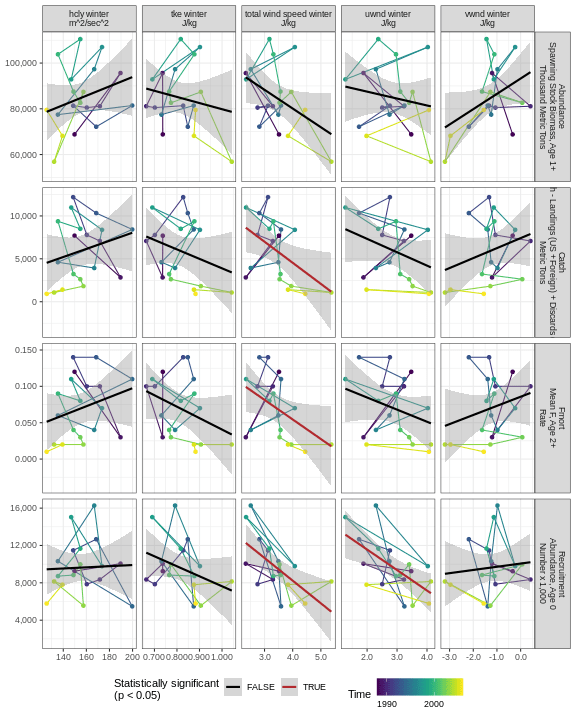 hcly winter
m^2/sec^2
tke winter
J/kg
total wind speed winter
J/kg
uwnd winter
J/kg
vwnd winter
J/kg
100,000
80,000
60,000
Abundance
Spawning Stock Biomass, Age 1+
Thousand Metric Tons
10,000
5,000
0
Catch
h - Landings (US +Foreign) + Discards
Metric Tons
0.150
0.100
0.050
0.000
Fmort
Mean F, Age 2+
Rate
16,000
12,000
8,000
4,000
Recruitment
Abundance, Age 0
Number x 1,000
140 160 180 200
0.700 0.800 0.900 1.000
3.0 4.0 5.0
2.0 3.0 4.0
-3.0 -2.0 -1.0 0.0
Statistically significant
(p < 0.05)
FALSE
TRUE
Time
1990 2000